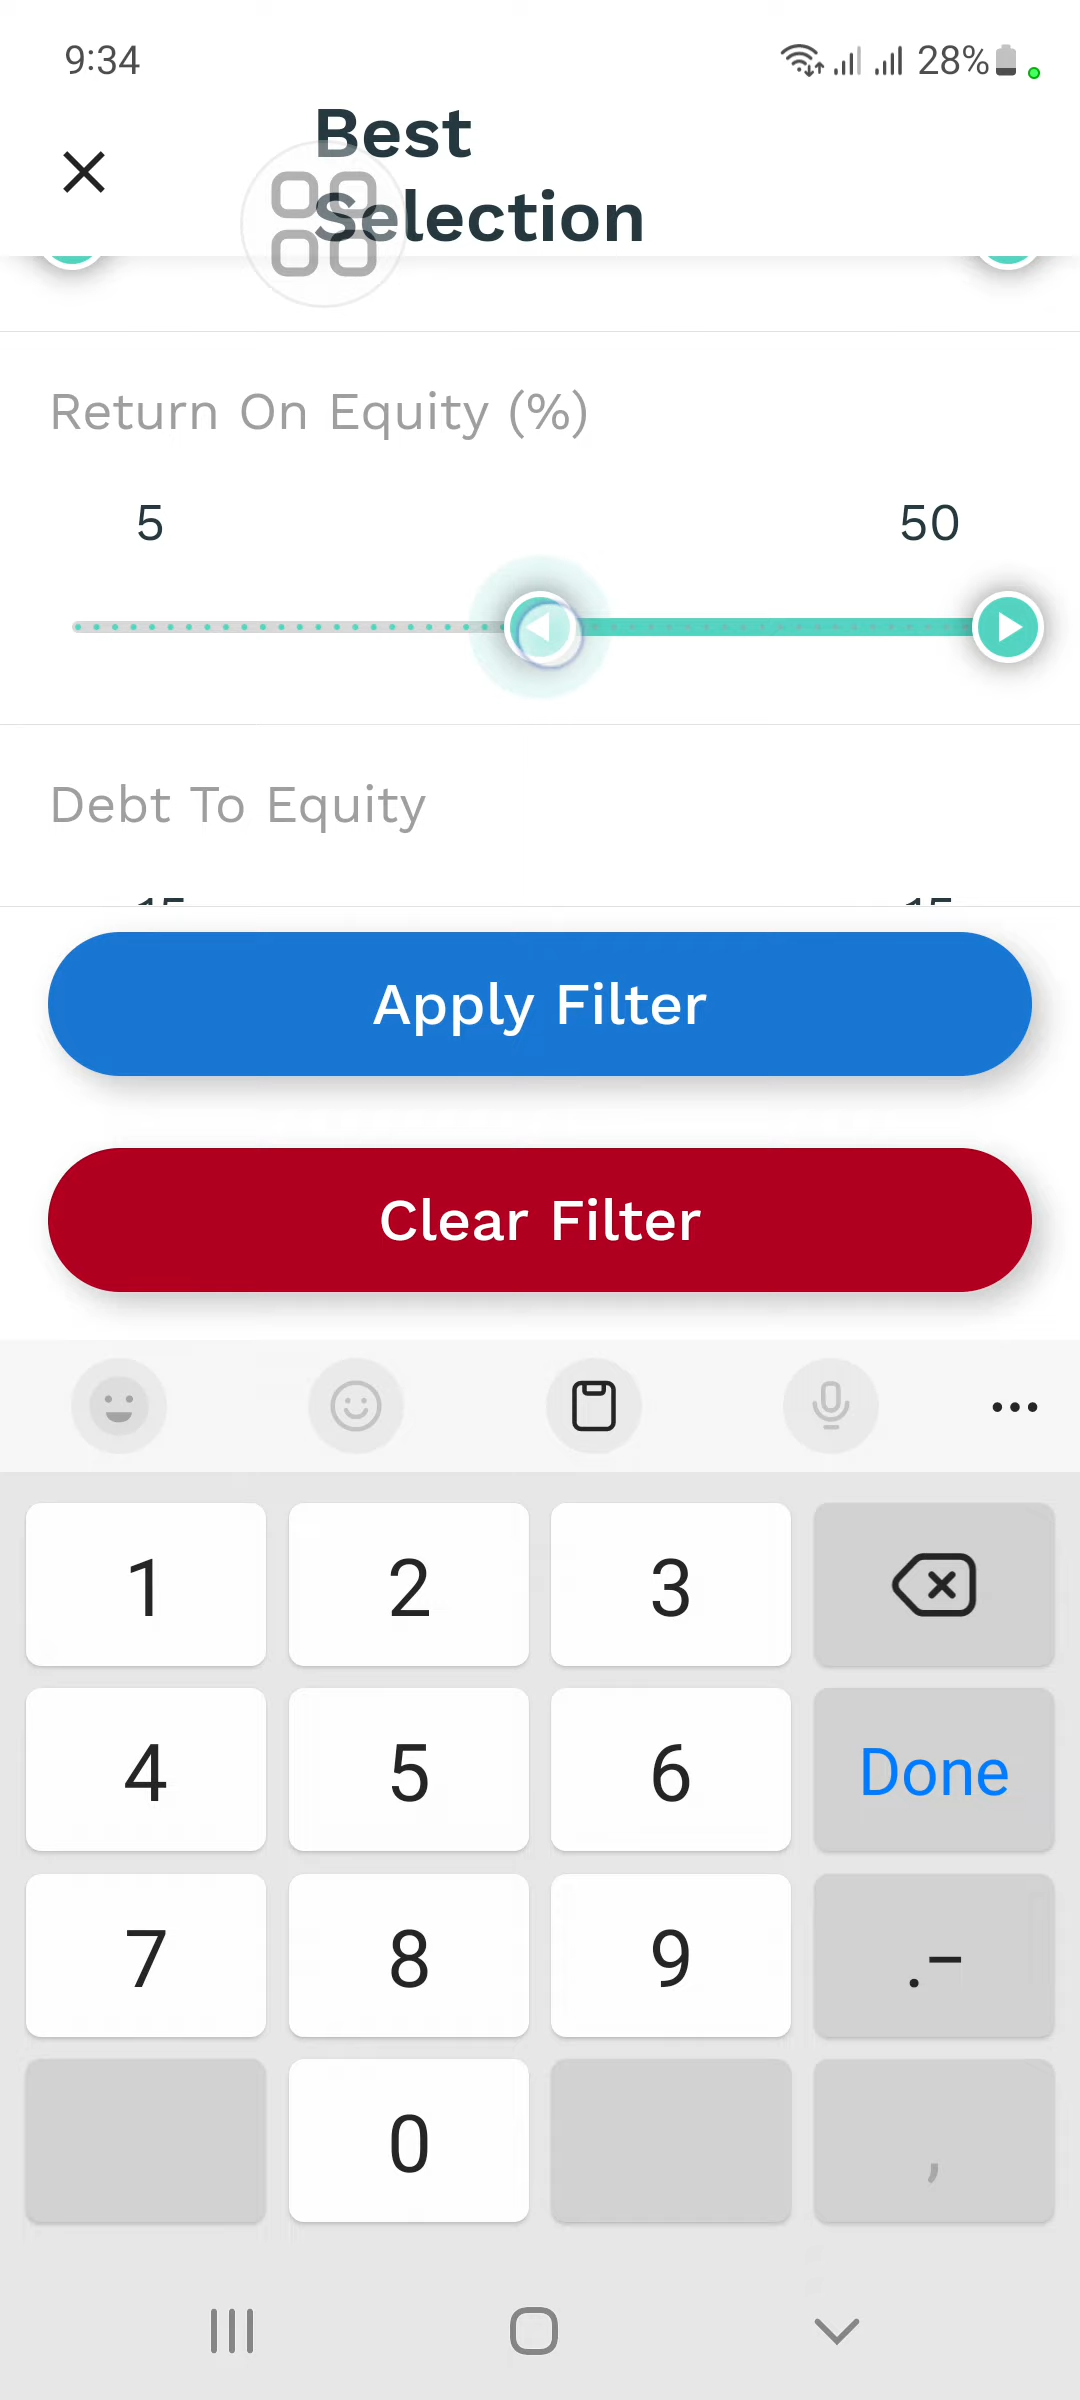 9:34
28%
Best
Selection
Return On Equity (%)
5 50
Debt To Equity
Apply Filter
Clear Filter
1 2 3
4 5 6 Done
7 8 9 .-
0 ,